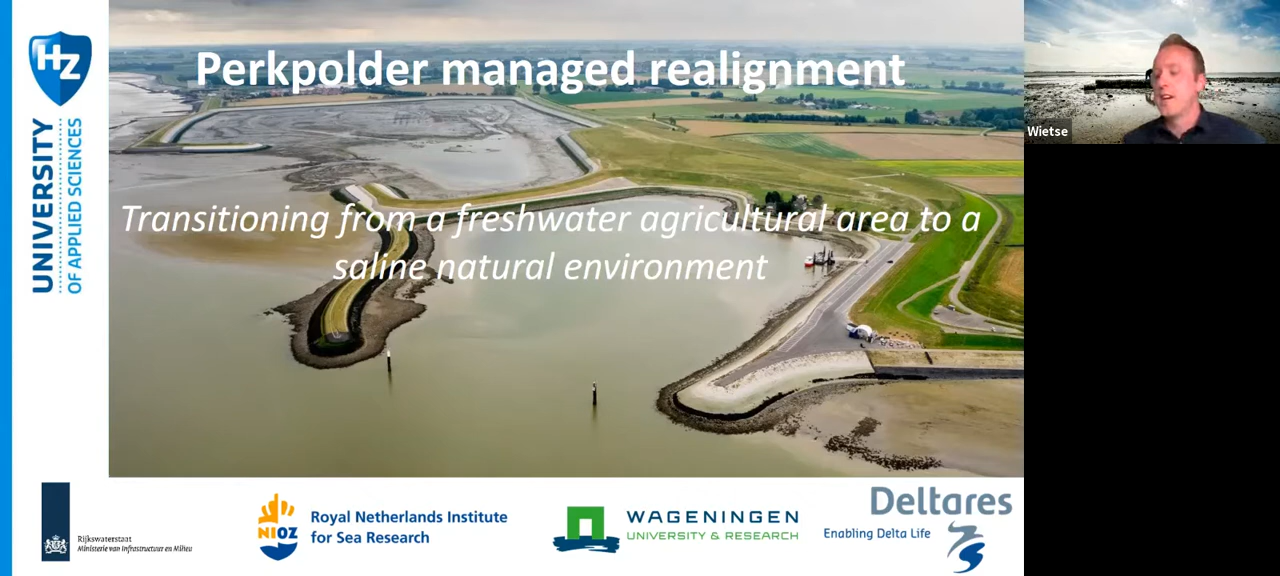 HZ
UNIVERSITY
OF APPLIED SCIENCES
Perkpolder managed realignment
Transitioning from a freshwater agricultural area to a
saline natural environment
Wietse
Rijkswaterstaat
Ministerie van Infrastructuur en Milieu
NIOZ
Royal Netherlands Institute
for Sea Research
WAGENINGEN
UNIVERSITY & RESEARCH
Deltares
Enabling Delta Life